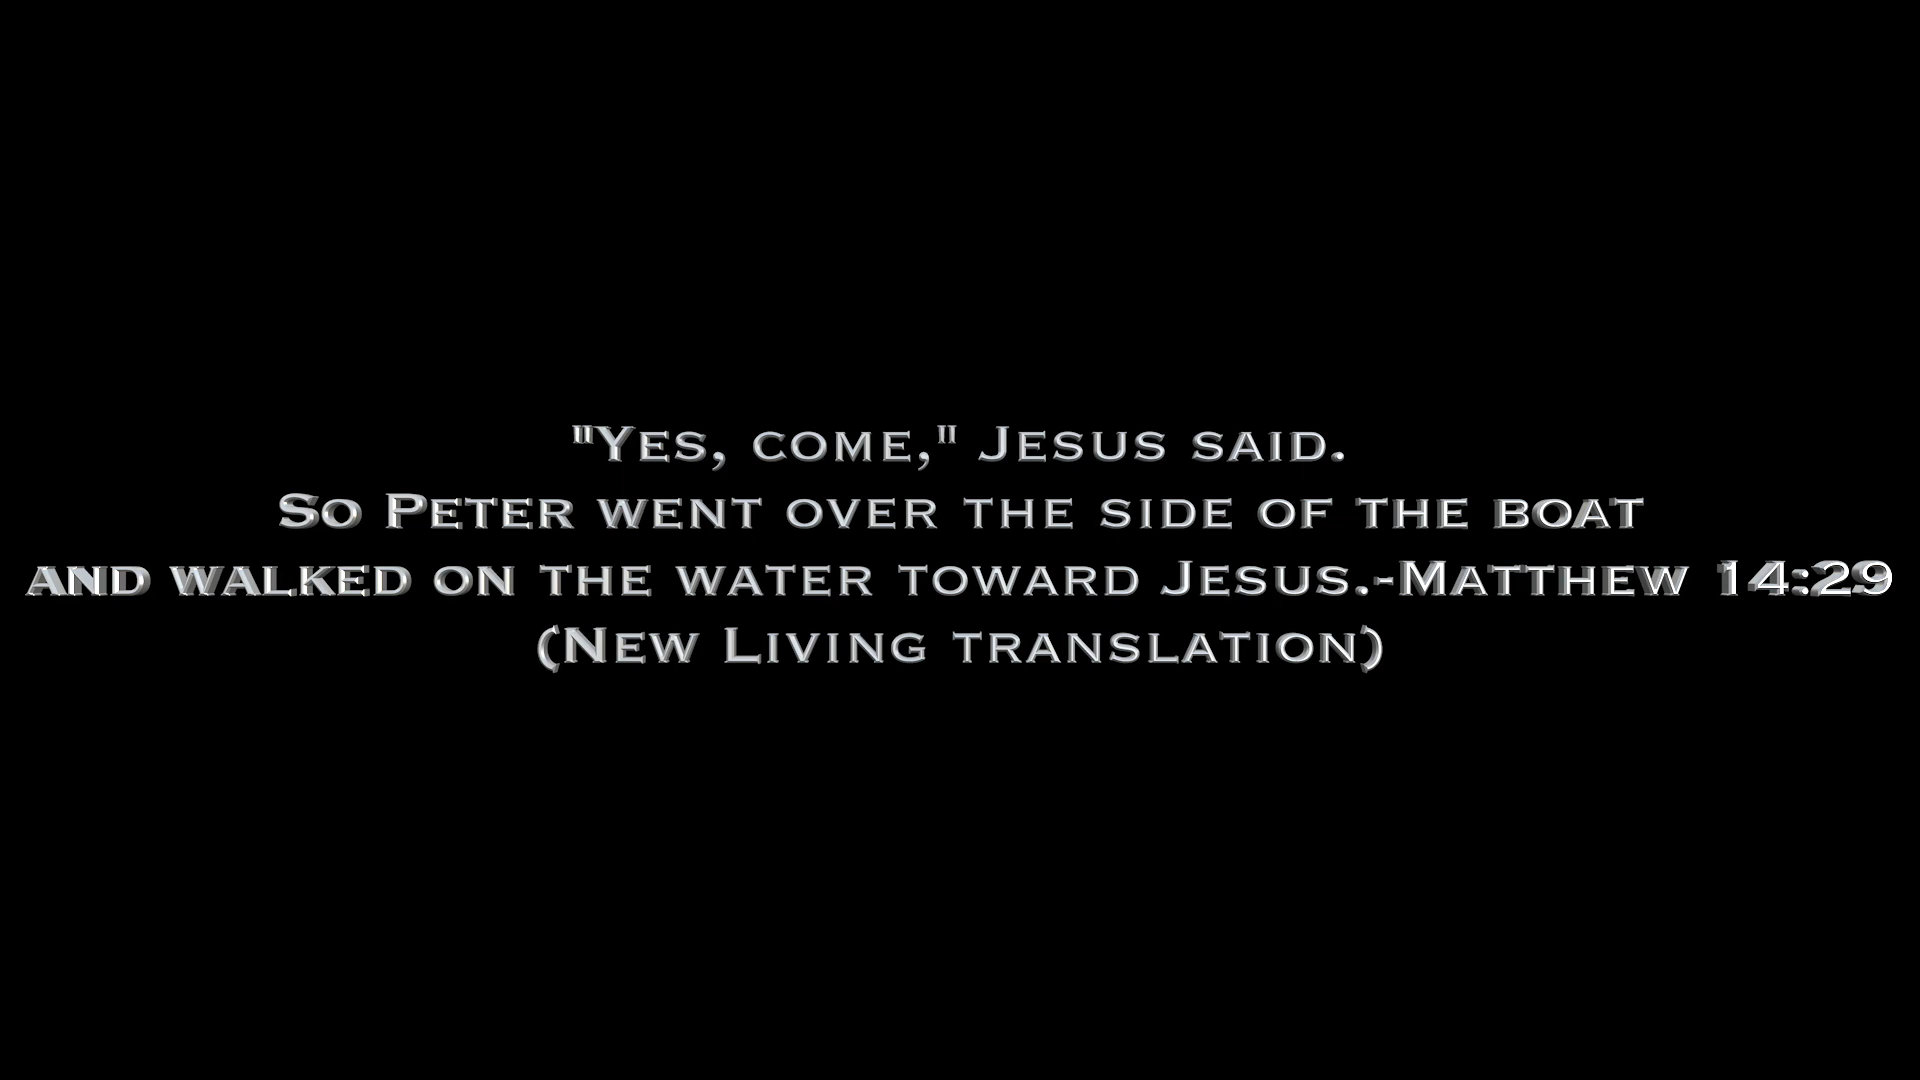 "Yes, come," Jesus said.
So Peter went over the side of the boat
and walked on the water toward Jesus.-Matthew 14:29
(New Living translation)